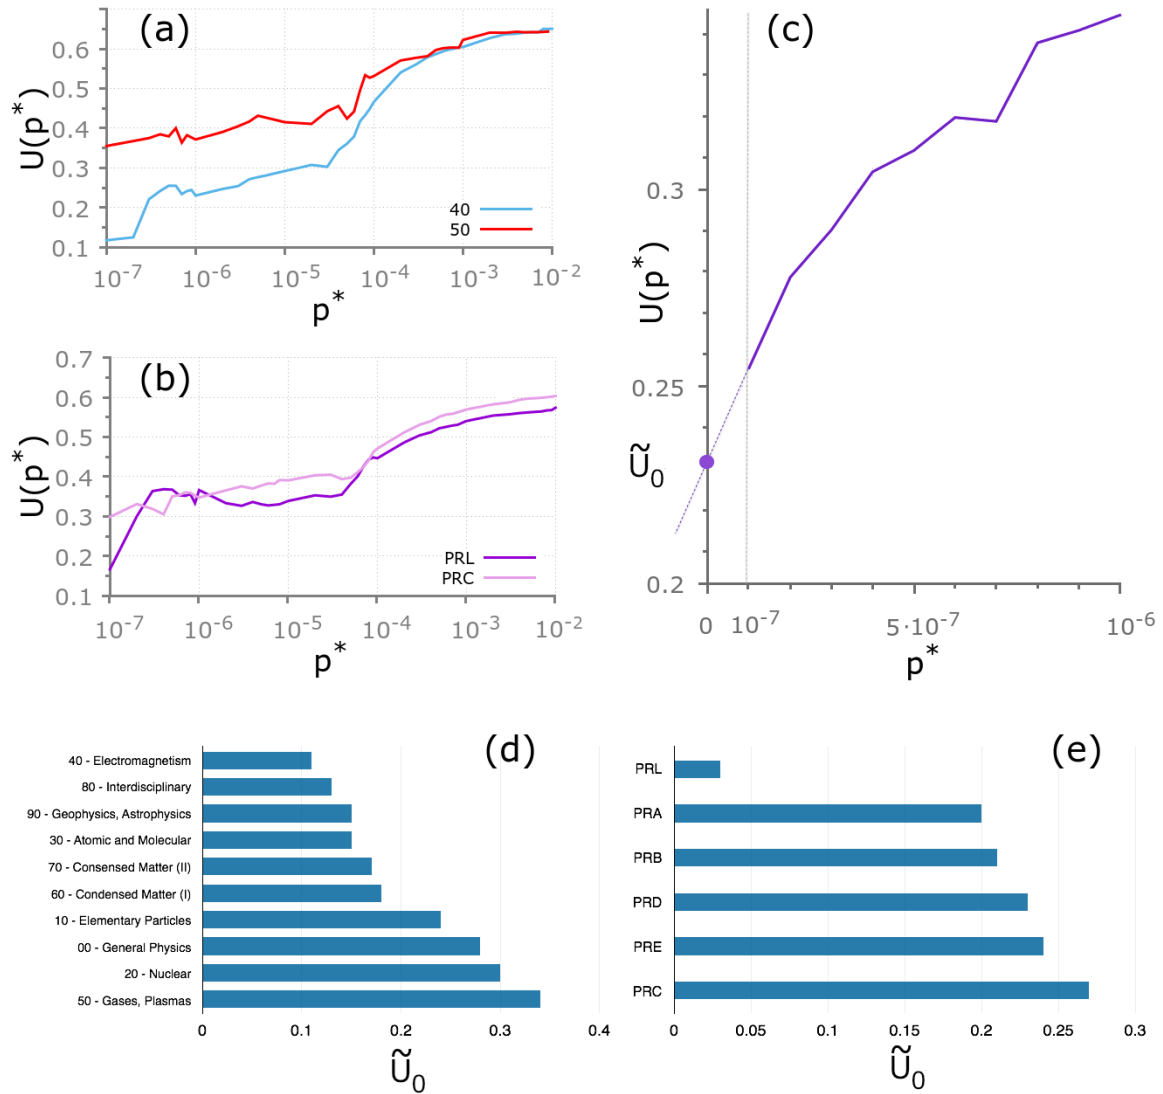 (a)
U(p*)
0.6
0.5
0.4
0.3
0.2
0.1
40
50
10⁻⁷ 10⁻⁶ 10⁻⁵ 10⁻⁴ 10⁻³ 10⁻²
p*
(b)
U(p*)
0.7
0.6
0.5
0.4
0.3
0.2
0.1
PRL
PRC
10⁻⁷ 10⁻⁶ 10⁻⁵ 10⁻⁴ 10⁻³ 10⁻²
p*
(c)
U(p*)
0.3
0.25
Ũ₀
0.2
0 10⁻⁷ 5·10⁻⁷ 10⁻⁶
p*
(d)
40 - Electromagnetism
80 - Interdisciplinary
90 - Geophysics, Astrophysics
30 - Atomic and Molecular
70 - Consensed Matter (II)
60 - Condensed Matter (I)
10 - Elementary Particles
00 - General Physics
20 - Nuclear
50 - Gases, Plasmas
0 0.1 0.2 0.3 0.4
Ũ₀
(e)
PRL
PRA
PRB
PRD
PRE
PRC
0 0.05 0.1 0.15 0.2 0.25 0.3
Ũ₀